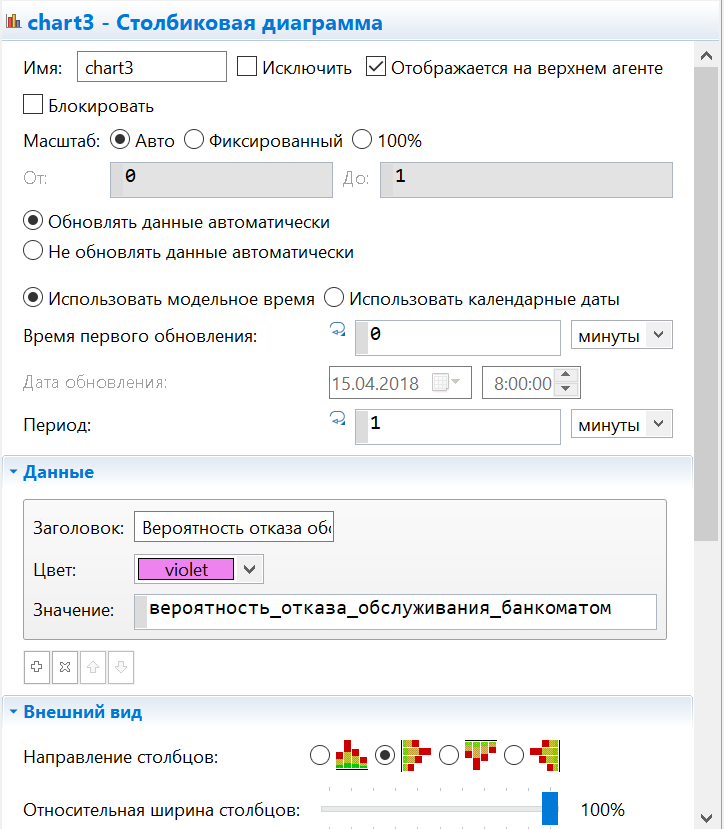 chart3 - Столбиковая диаграмма
Имя: chart3 Исключить Отображается на верхнем агенте
Блокировать
Масштаб: Авто Фиксированный 100%
От: 0 До: 1
Обновлять данные автоматически
Не обновлять данные автоматически
Использовать модельное время Использовать календарные даты
Время первого обновления: 0 минуты
Дата обновления: 15.04.2018 8:00:00
Период: 1 минуты
Данные
Заголовок: Вероятность отказа обс
Цвет: violet
Значение: вероятность_отказа_обслуживания_банкоматом
Внешний вид
Направление столбцов:
Относительная ширина столбцов: 100%